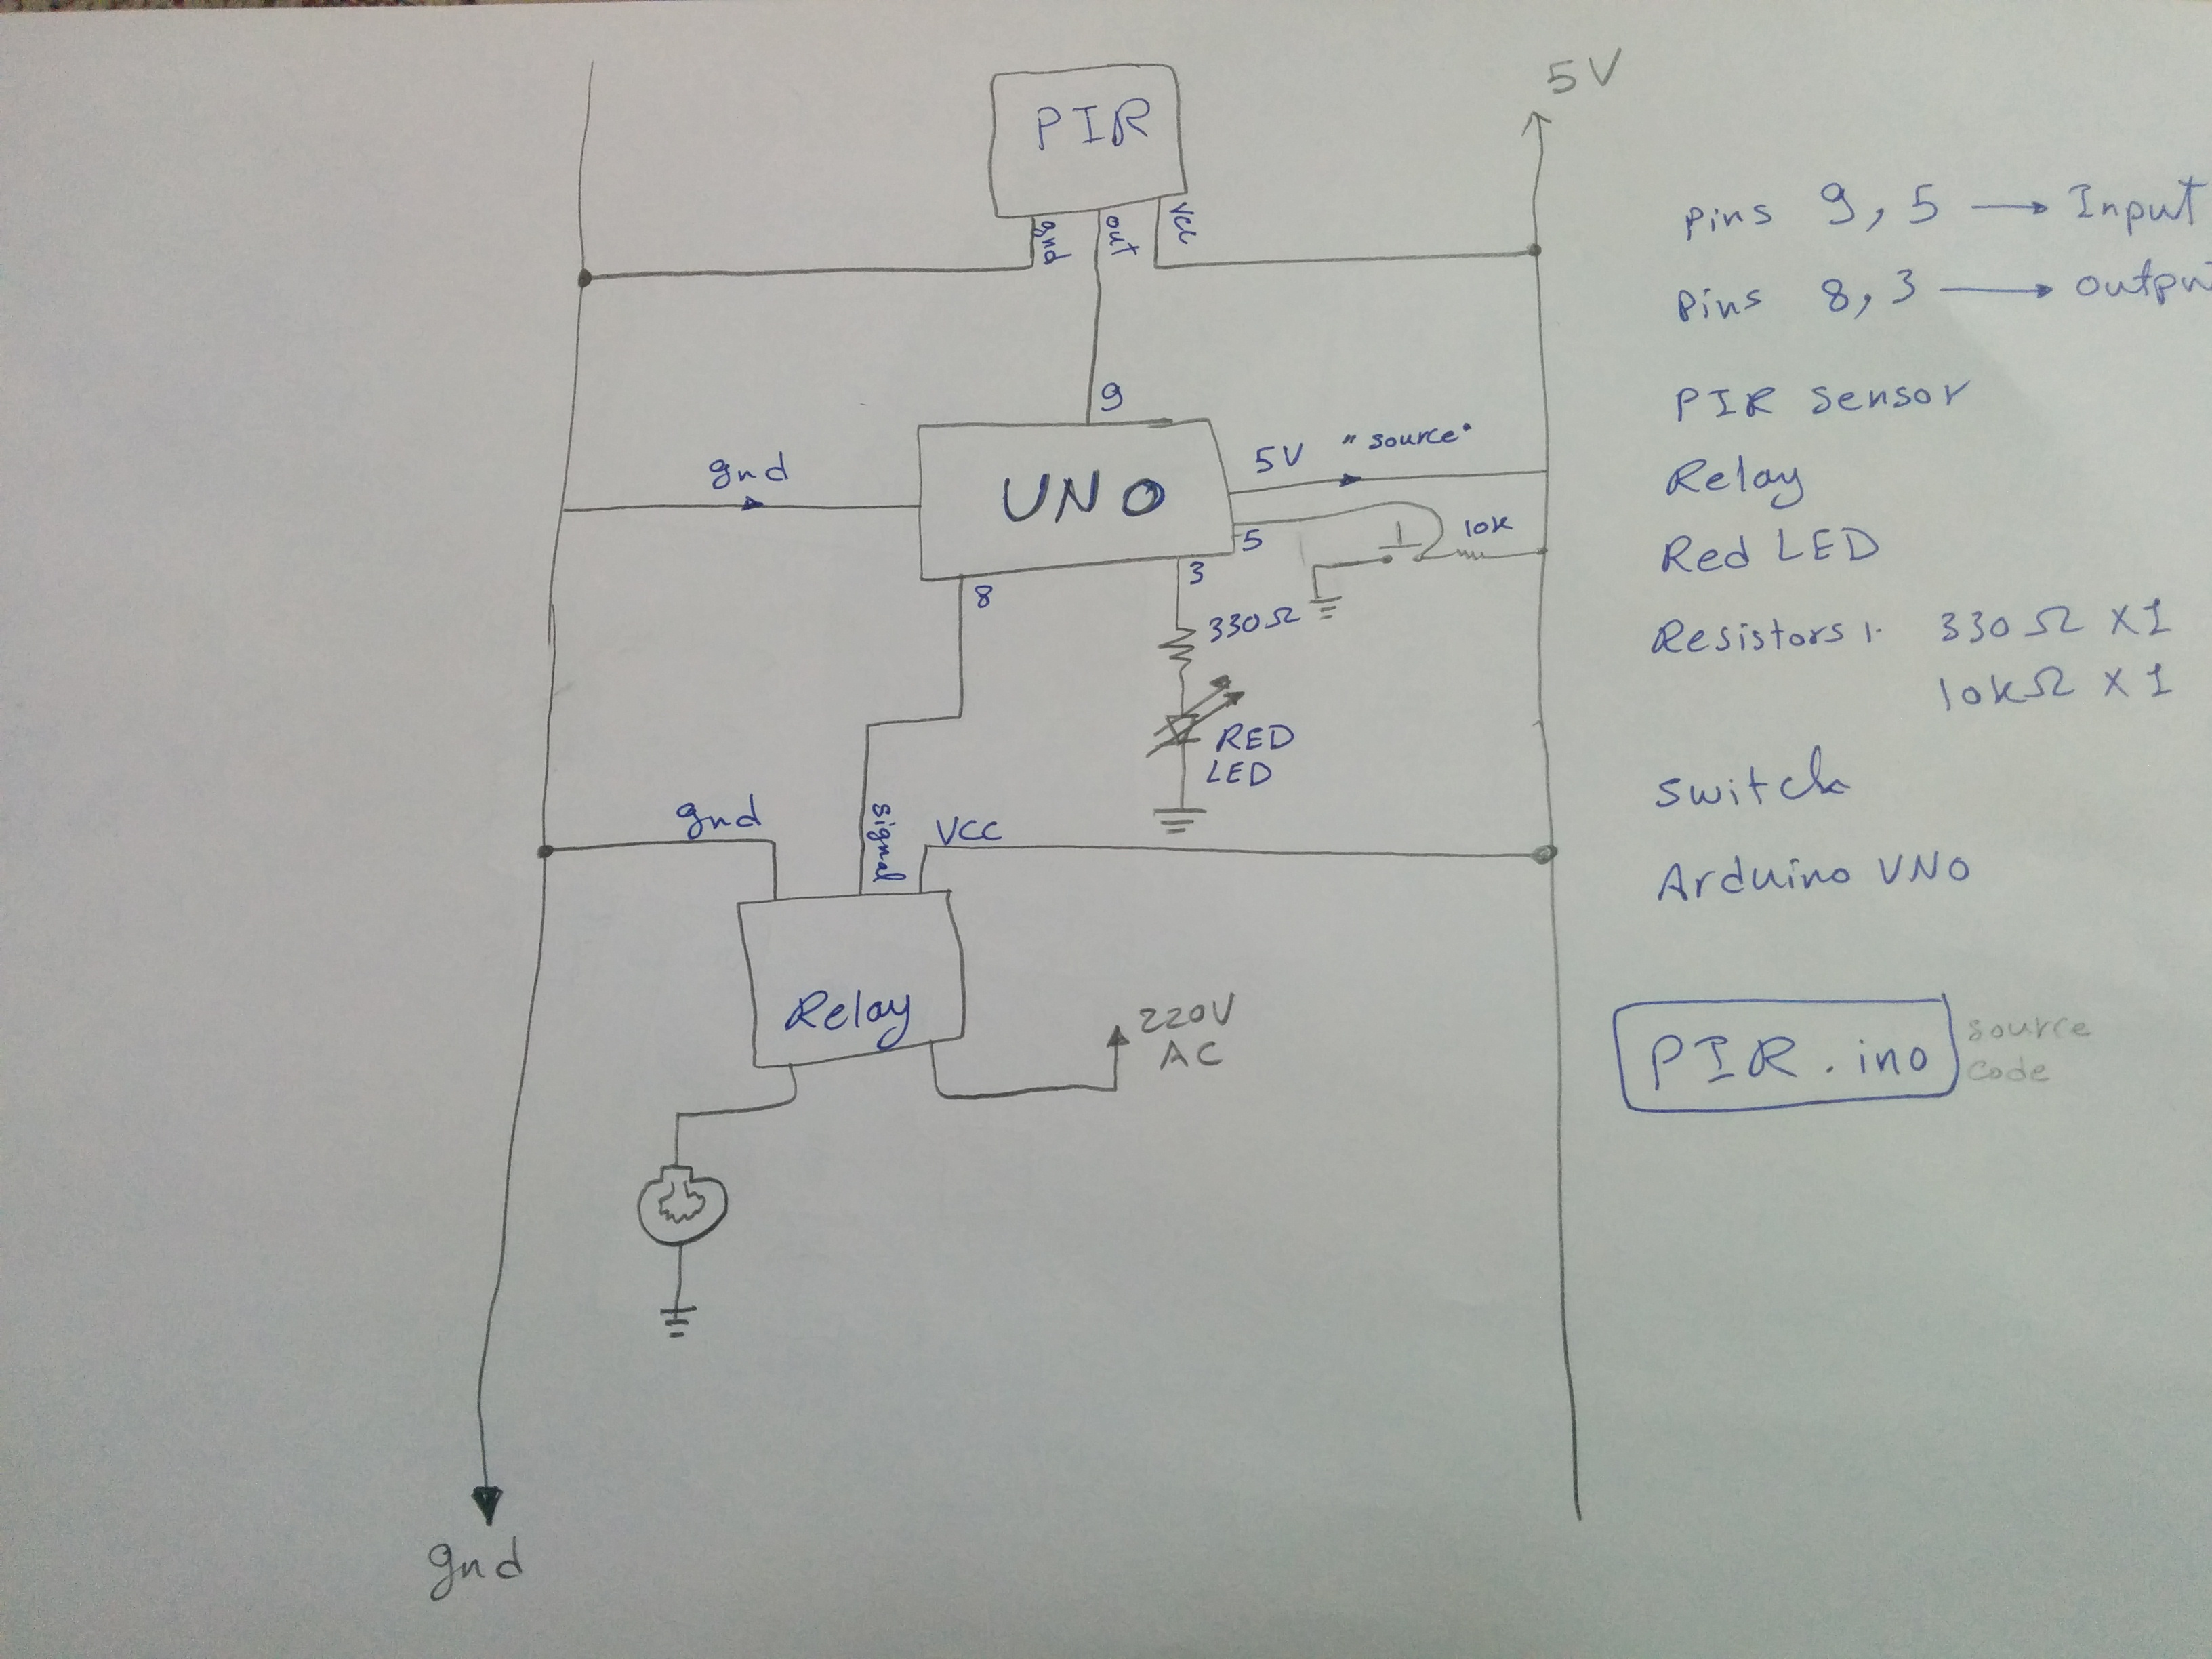 5V
PIR
gnd
out
Vcc
9
gnd
UNO
5V "source"
5
10K
3
8
330Ω
RED
LED
gnd
signal
VCC
Relay
220V
AC
gnd
pins 9, 5 → Input
Pins 8, 3 → outpu
PIR sensor
Relay
Red LED
Resistors : 330Ω X1
10kΩ X1
switch
Arduino UNO
PIR.ino
source
code